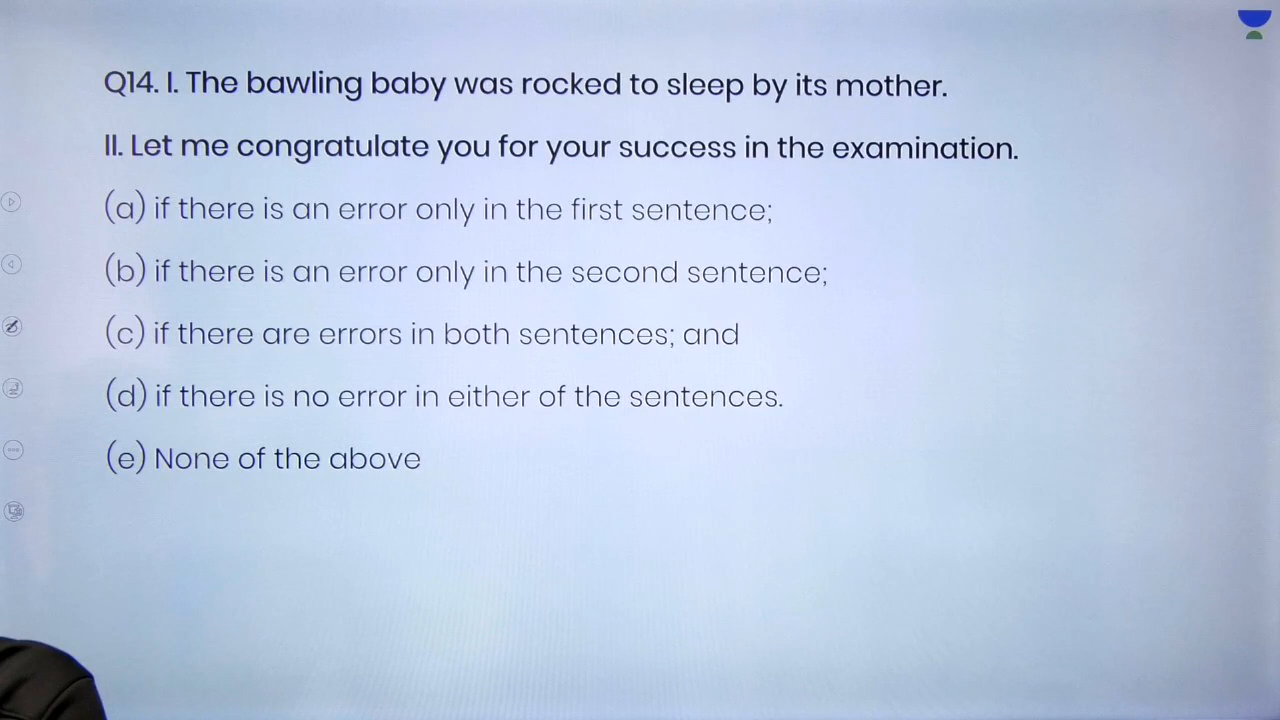 Q14. I. The bawling baby was rocked to sleep by its mother.
II. Let me congratulate you for your success in the examination.
(a) if there is an error only in the first sentence;
(b) if there is an error only in the second sentence;
(c) if there are errors in both sentences; and
(d) if there is no error in either of the sentences.
(e) None of the above